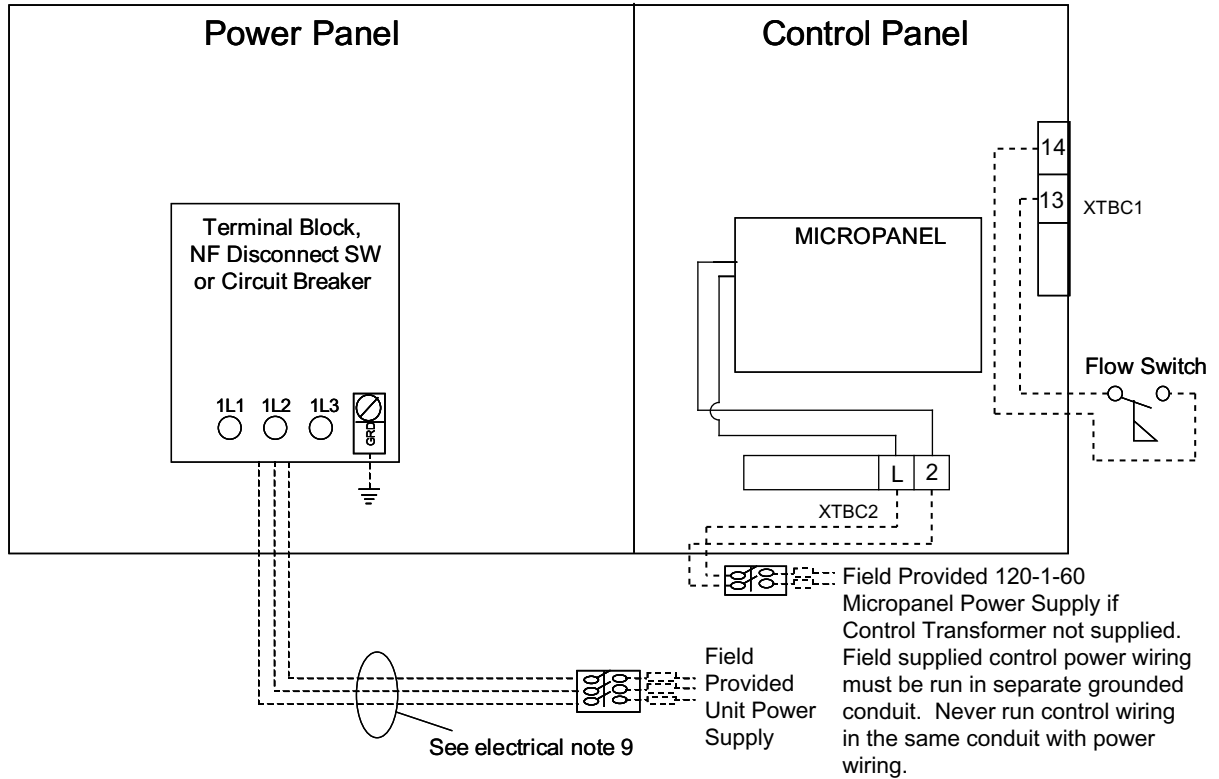 Power Panel
Control Panel
Terminal Block,
NF Disconnect SW
or Circuit Breaker
1L1 1L2 1L3
GRD
MICROPANEL
14
13
XTBC1
Flow Switch
L 2
XTBC2
Field Provided 120-1-60
Micropanel Power Supply if
Control Transformer not supplied.
Field supplied control power wiring
must be run in separate grounded
conduit. Never run control wiring
in the same conduit with power
wiring.
Field
Provided
Unit Power
Supply
See electrical note 9